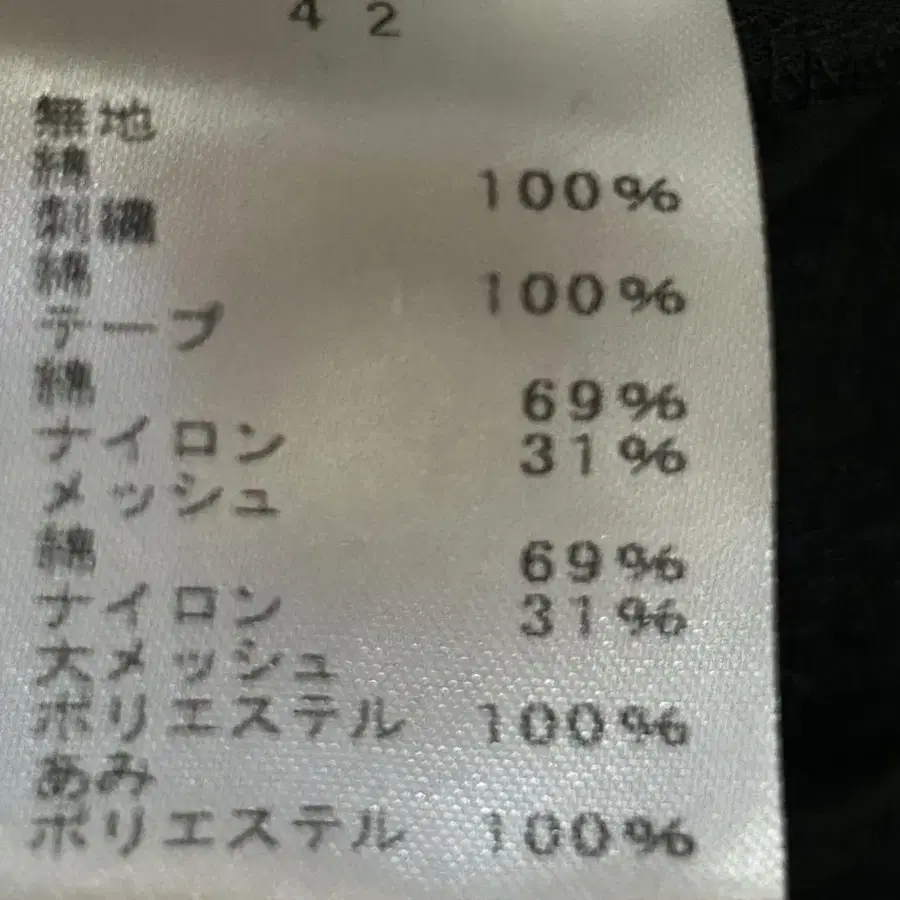 42
無地
綿 100%
刺繍
綿 100%
テープ
綿 69%
ナイロン 31%
メッシュ
綿 69%
ナイロン 31%
大メッシュ
ポリエステル 100%
あみ
ポリエステル 100%